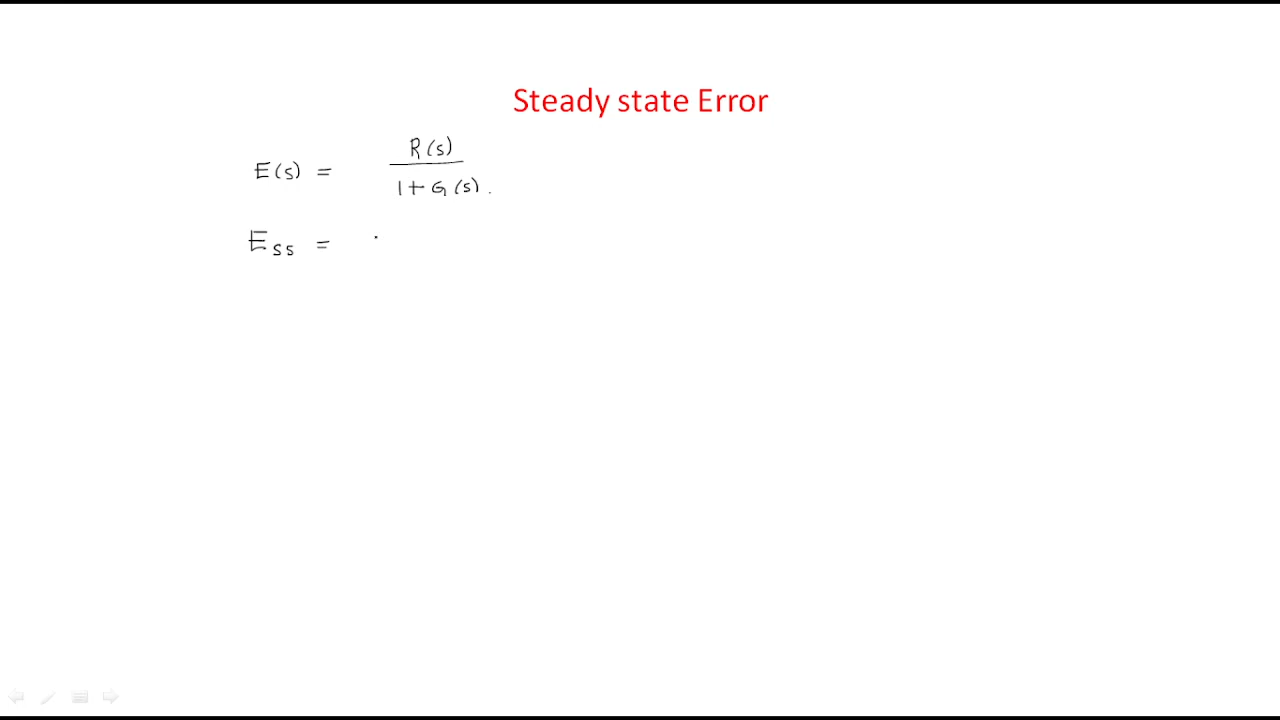 Steady state Error
E(s) = R(s)
1+G(s).
Ess =